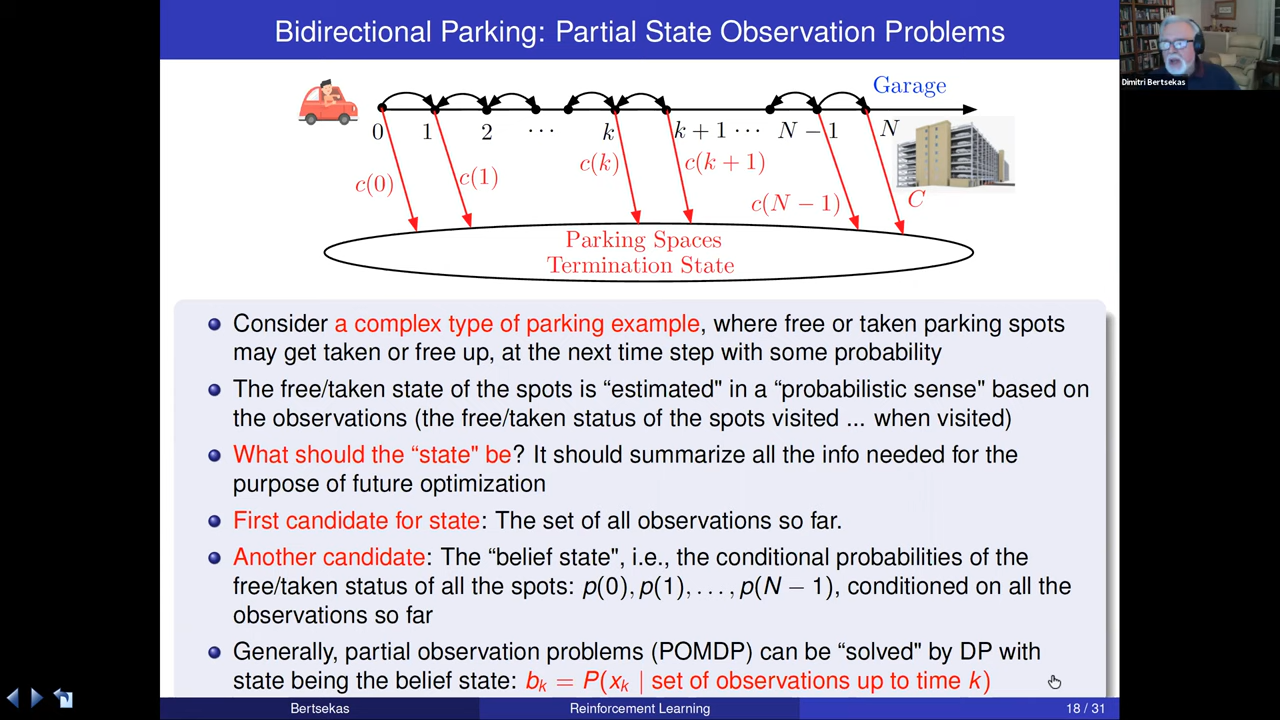 Bidirectional Parking: Partial State Observation Problems
Dimitri Bertsekas
Garage
0 1 2 ··· k k + 1 ··· N − 1 N
c(0) c(1) c(k) c(k + 1) c(N − 1) C
Parking Spaces
Termination State
Consider a complex type of parking example, where free or taken parking spots
may get taken or free up, at the next time step with some probability
The free/taken state of the spots is “estimated" in a “probabilistic sense" based on
the observations (the free/taken status of the spots visited ... when visited)
What should the “state" be? It should summarize all the info needed for the
purpose of future optimization
First candidate for state: The set of all observations so far.
Another candidate: The “belief state", i.e., the conditional probabilities of the
free/taken status of all the spots: p(0), p(1), . . . , p(N − 1), conditioned on all the
observations so far
Generally, partial observation problems (POMDP) can be “solved" by DP with
state being the belief state: bₖ = P(xₖ | set of observations up to time k)
Bertsekas
Reinforcement Learning
18 / 31